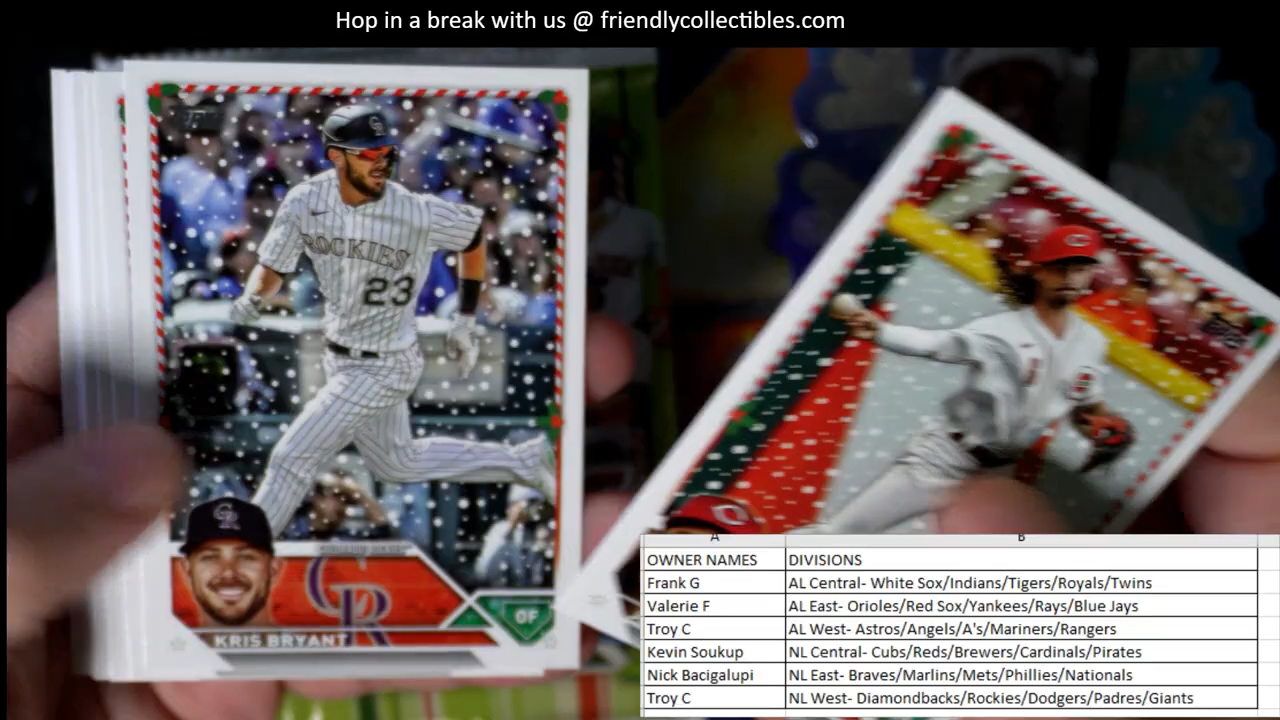 Hop in a break with us @ friendlycollectibles.com
ROCKIES
23
CR
KRIS BRYANT
OF
A B
OWNER NAMES DIVISIONS
Frank G AL Central- White Sox/Indians/Tigers/Royals/Twins
Valerie F AL East- Orioles/Red Sox/Yankees/Rays/Blue Jays
Troy C AL West- Astros/Angels/A's/Mariners/Rangers
Kevin Soukup NL Central- Cubs/Reds/Brewers/Cardinals/Pirates
Nick Bacigalupi NL East- Braves/Marlins/Mets/Phillies/Nationals
Troy C NL West- Diamondbacks/Rockies/Dodgers/Padres/Giants